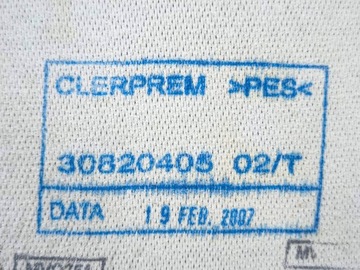 CLERPREM >PES<
30820405 02/T
DATA 19 FEB. 2007